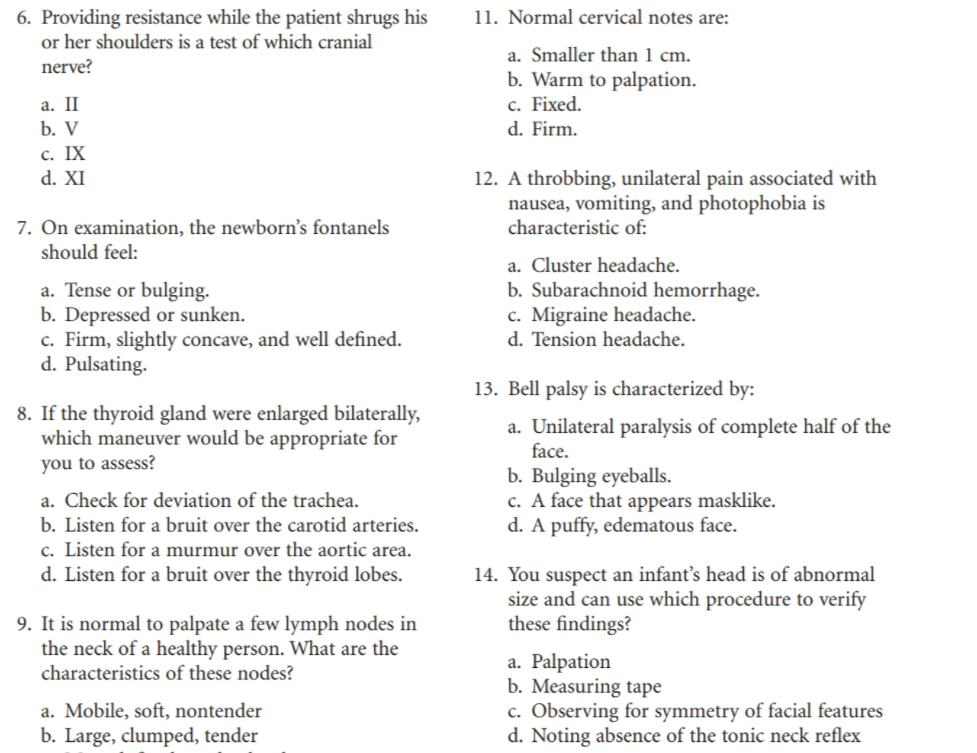 6. Providing resistance while the patient shrugs his
or her shoulders is a test of which cranial
nerve?
a. II
b. V
c. IX
d. XI
7. On examination, the newborn's fontanels
should feel:
a. Tense or bulging.
b. Depressed or sunken.
c. Firm, slightly concave, and well defined.
d. Pulsating.
8. If the thyroid gland were enlarged bilaterally,
which maneuver would be appropriate for
you to assess?
a. Check for deviation of the trachea.
b. Listen for a bruit over the carotid arteries.
c. Listen for a murmur over the aortic area.
d. Listen for a bruit over the thyroid lobes.
9. It is normal to palpate a few lymph nodes in
the neck of a healthy person. What are the
characteristics of these nodes?
a. Mobile, soft, nontender
b. Large, clumped, tender
11. Normal cervical notes are:
a. Smaller than 1 cm.
b. Warm to palpation.
c. Fixed.
d. Firm.
12. A throbbing, unilateral pain associated with
nausea, vomiting, and photophobia is
characteristic of:
a. Cluster headache.
b. Subarachnoid hemorrhage.
c. Migraine headache.
d. Tension headache.
13. Bell palsy is characterized by:
a. Unilateral paralysis of complete half of the
face.
b. Bulging eyeballs.
c. A face that appears masklike.
d. A puffy, edematous face.
14. You suspect an infant's head is of abnormal
size and can use which procedure to verify
these findings?
a. Palpation
b. Measuring tape
c. Observing for symmetry of facial features
d. Noting absence of the tonic neck reflex